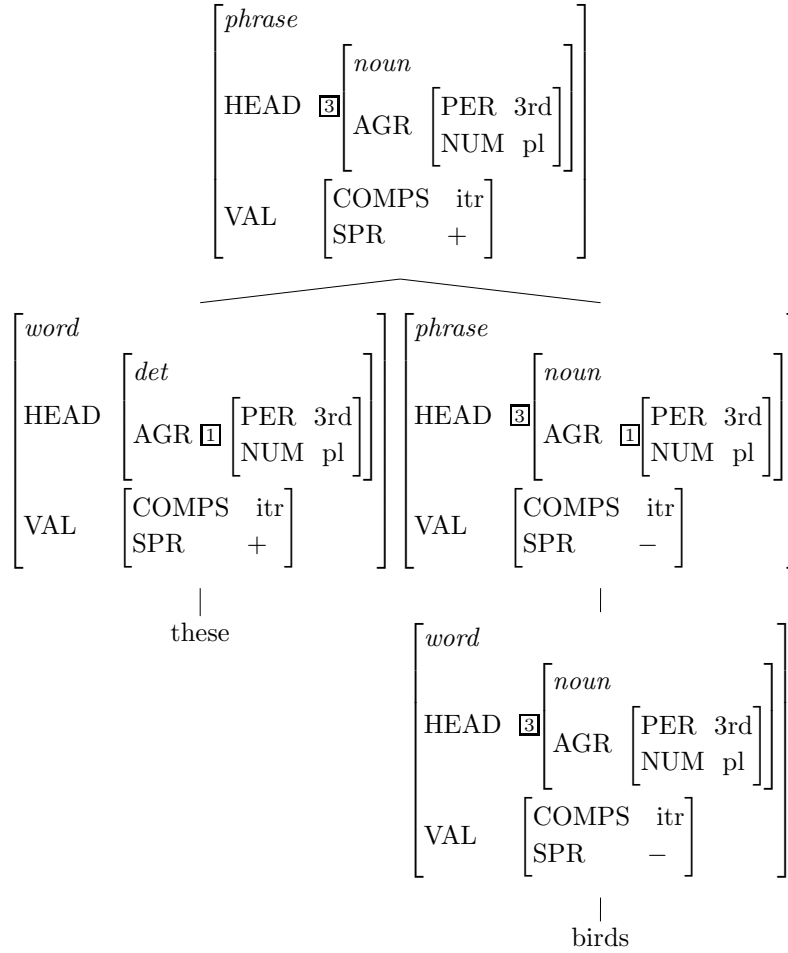 phrase
noun
HEAD 3 AGR PER 3rd
NUM pl
VAL COMPS itr
SPR +
word
det
HEAD AGR 1 PER 3rd
NUM pl
VAL COMPS itr
SPR +
these
phrase
noun
HEAD 3 AGR 1 PER 3rd
NUM pl
VAL COMPS itr
SPR −
word
noun
HEAD 3 AGR PER 3rd
NUM pl
VAL COMPS itr
SPR −
birds